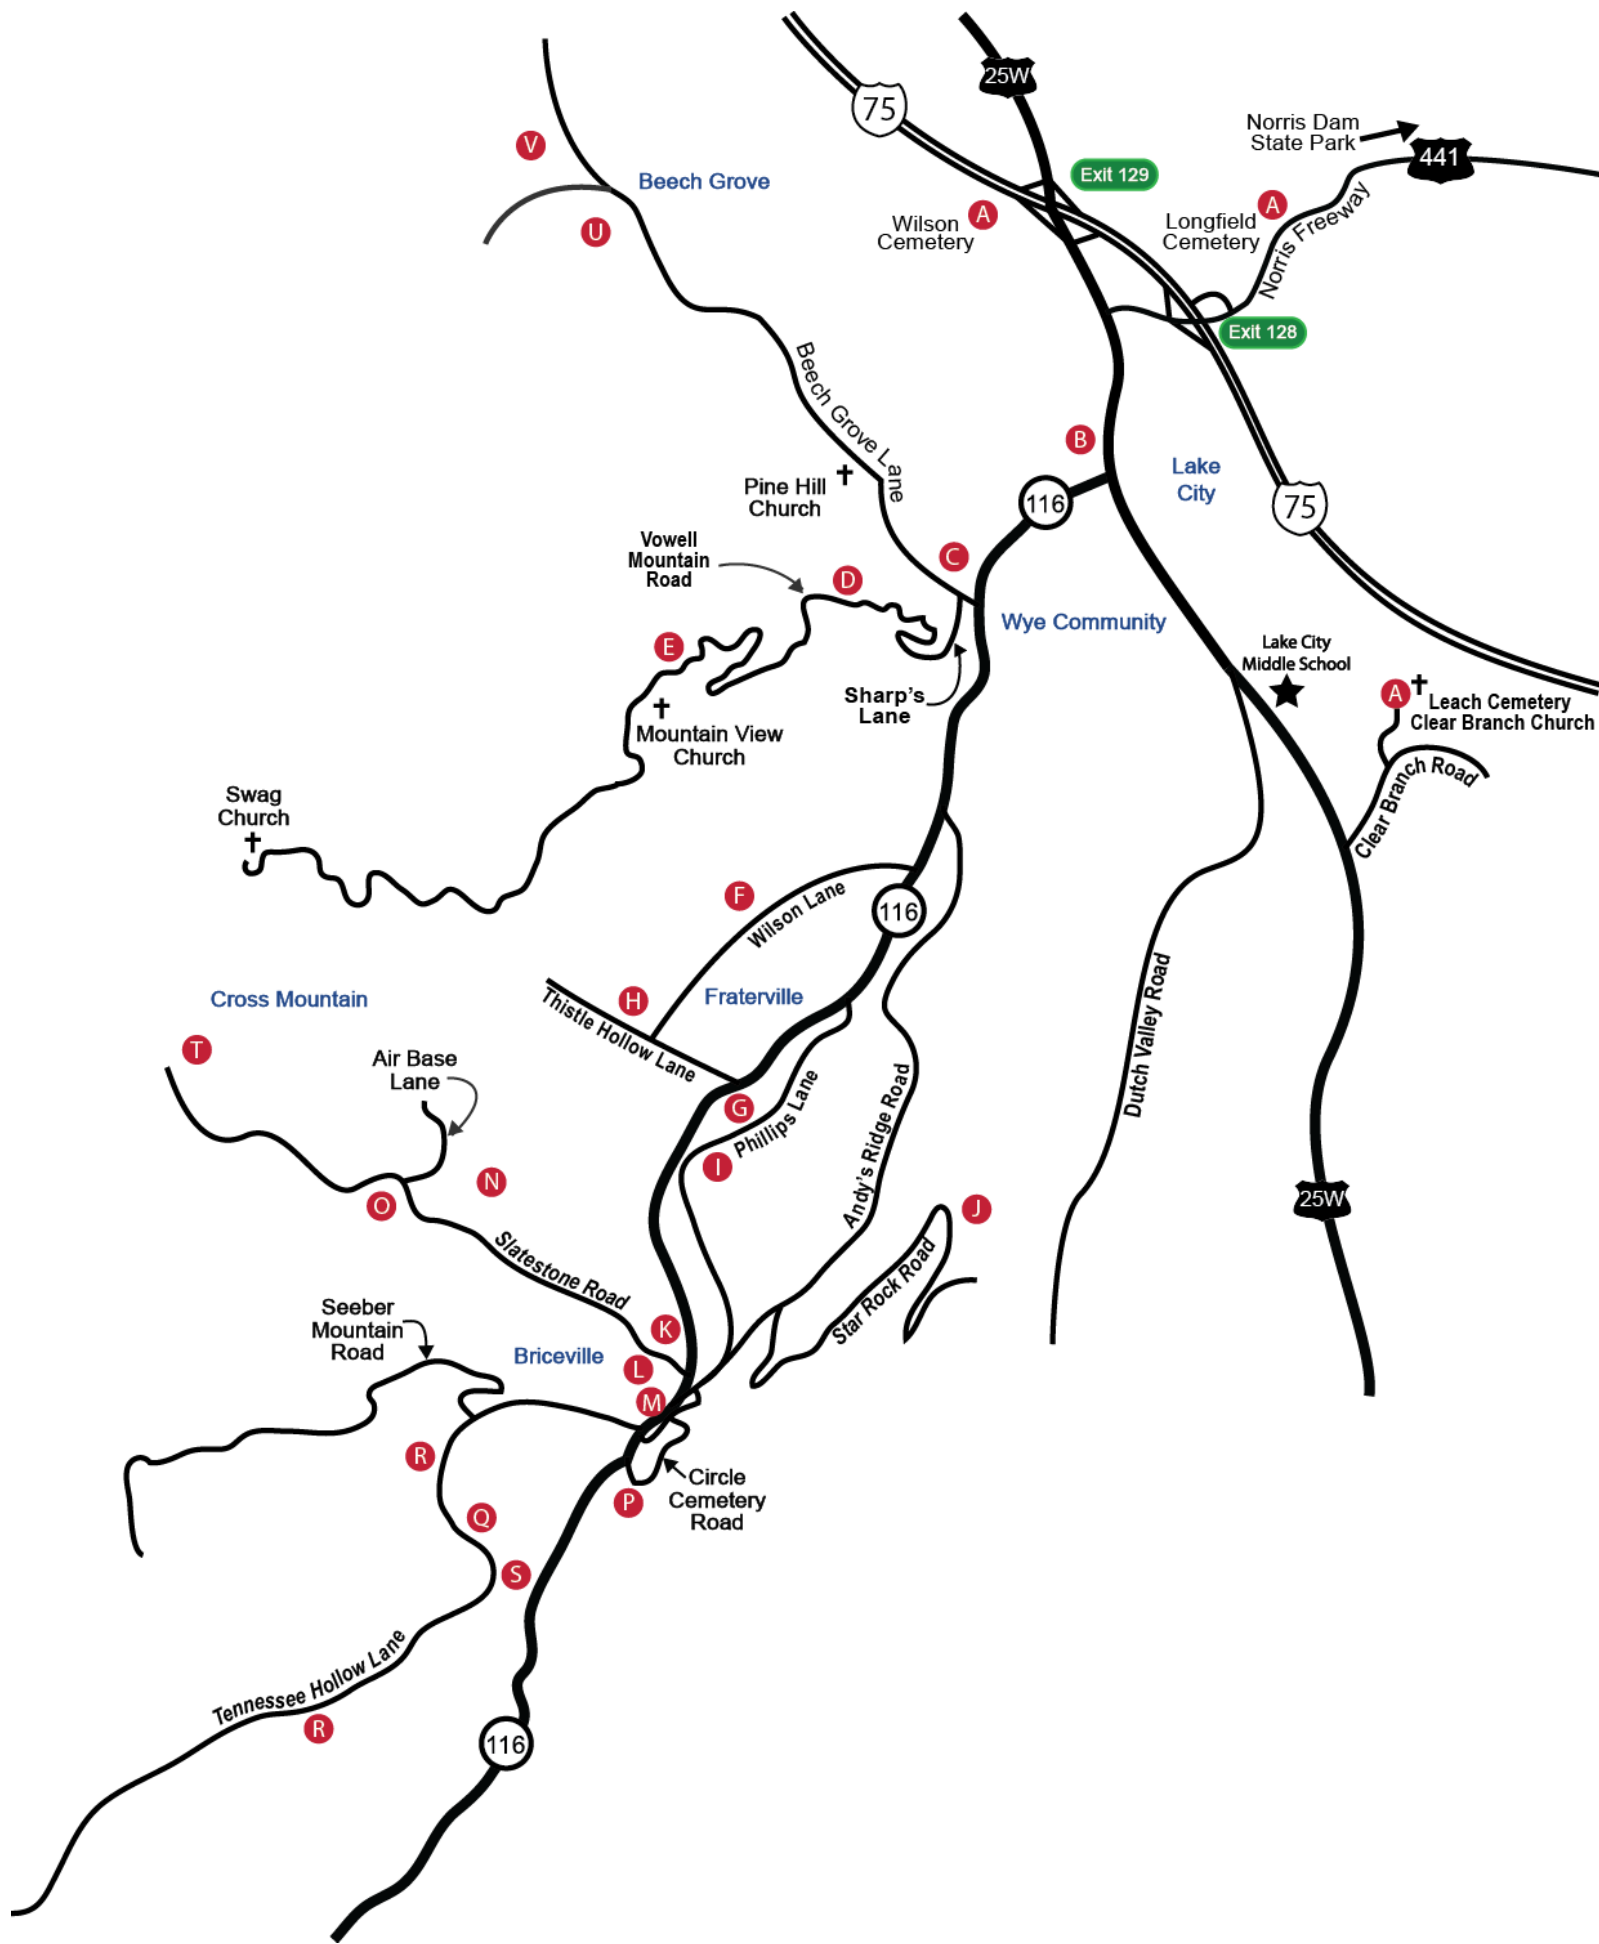 25W
75
Norris Dam
State Park
441
V
Beech Grove
Exit 129
A
Wilson
Cemetery
A
Longfield
Cemetery
Norris Freeway
U
Exit 128
Beech Grove Lane
B
Lake
City
Pine Hill
Church
116
75
Vowell
Mountain
Road
C
D
Wye Community
E
Lake City
Middle School
Sharp's
Lane
A
Leach Cemetery
Clear Branch Church
Mountain View
Church
Clear Branch Road
Swag
Church
F
Wilson Lane
116
Cross Mountain
H
Fraterville
Thistle Hollow Lane
Dutch Valley Road
T
Air Base
Lane
G
Phillips Lane
I
Andy's Ridge Road
N
O
25W
J
Slatestone Road
Star Rock Road
Seeber
Mountain
Road
K
Briceville
L
M
R
Circle
Cemetery
Road
P
Q
S
Tennessee Hollow Lane
R
116